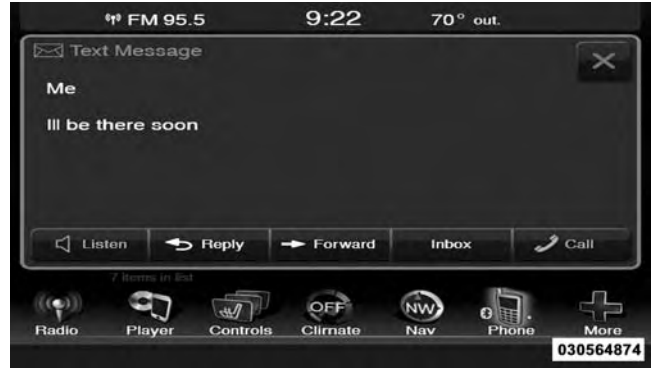 FM 95.5 9:22 70° out.
Text Message
Me
Ill be there soon
Listen Reply Forward Inbox Call
7 items in list
OFF NW
Radio Player Controls Climate Nav Phone More
030564874